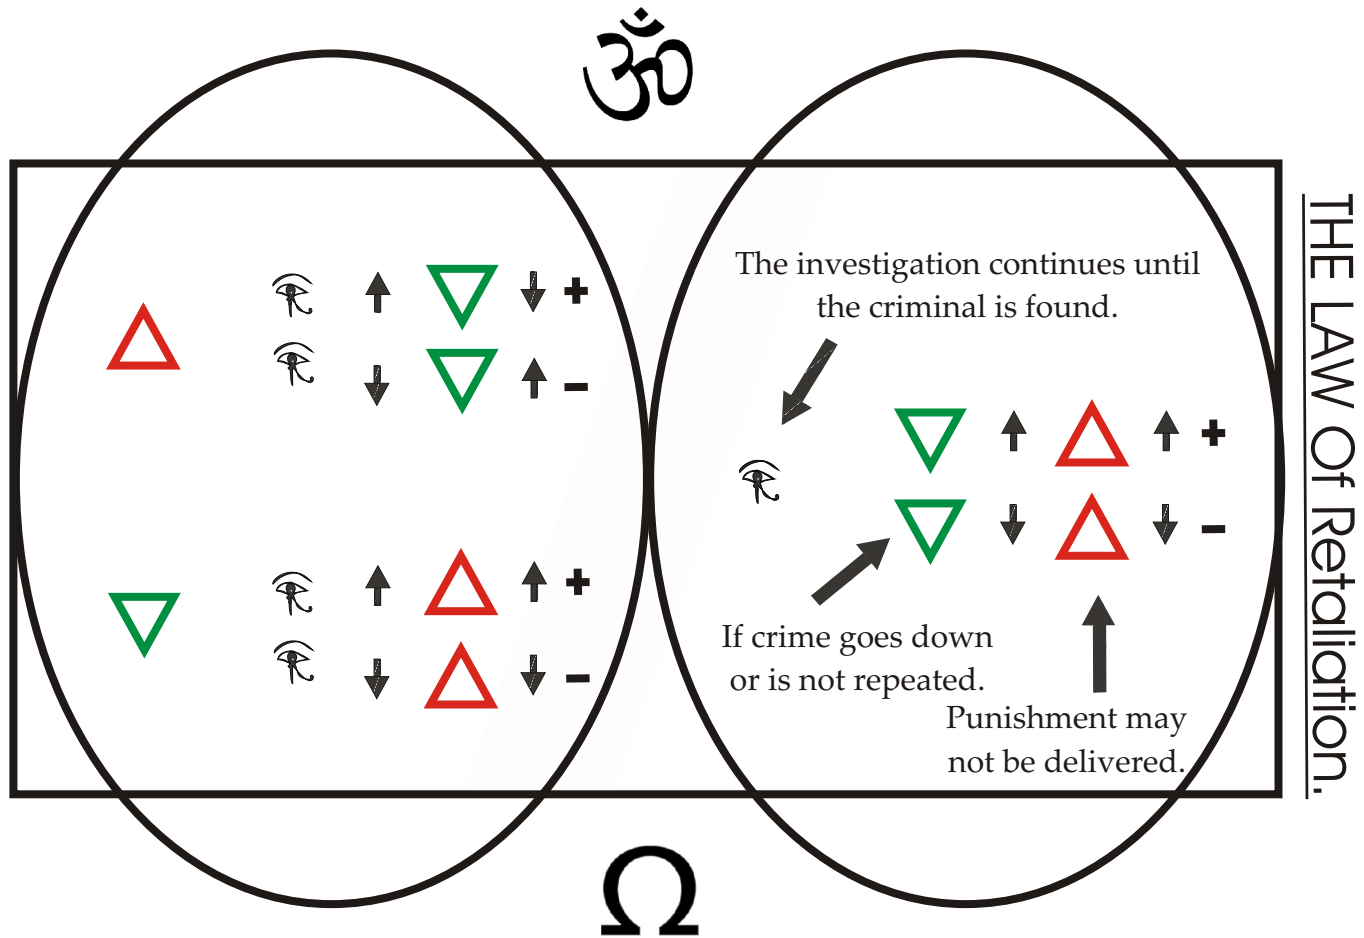 ॐ
The investigation continues until
the criminal is found.
+
−
+
−
+
−
If crime goes down
or is not repeated.
Punishment may
not be delivered.
THE LAW Of Retaliation.
Ω